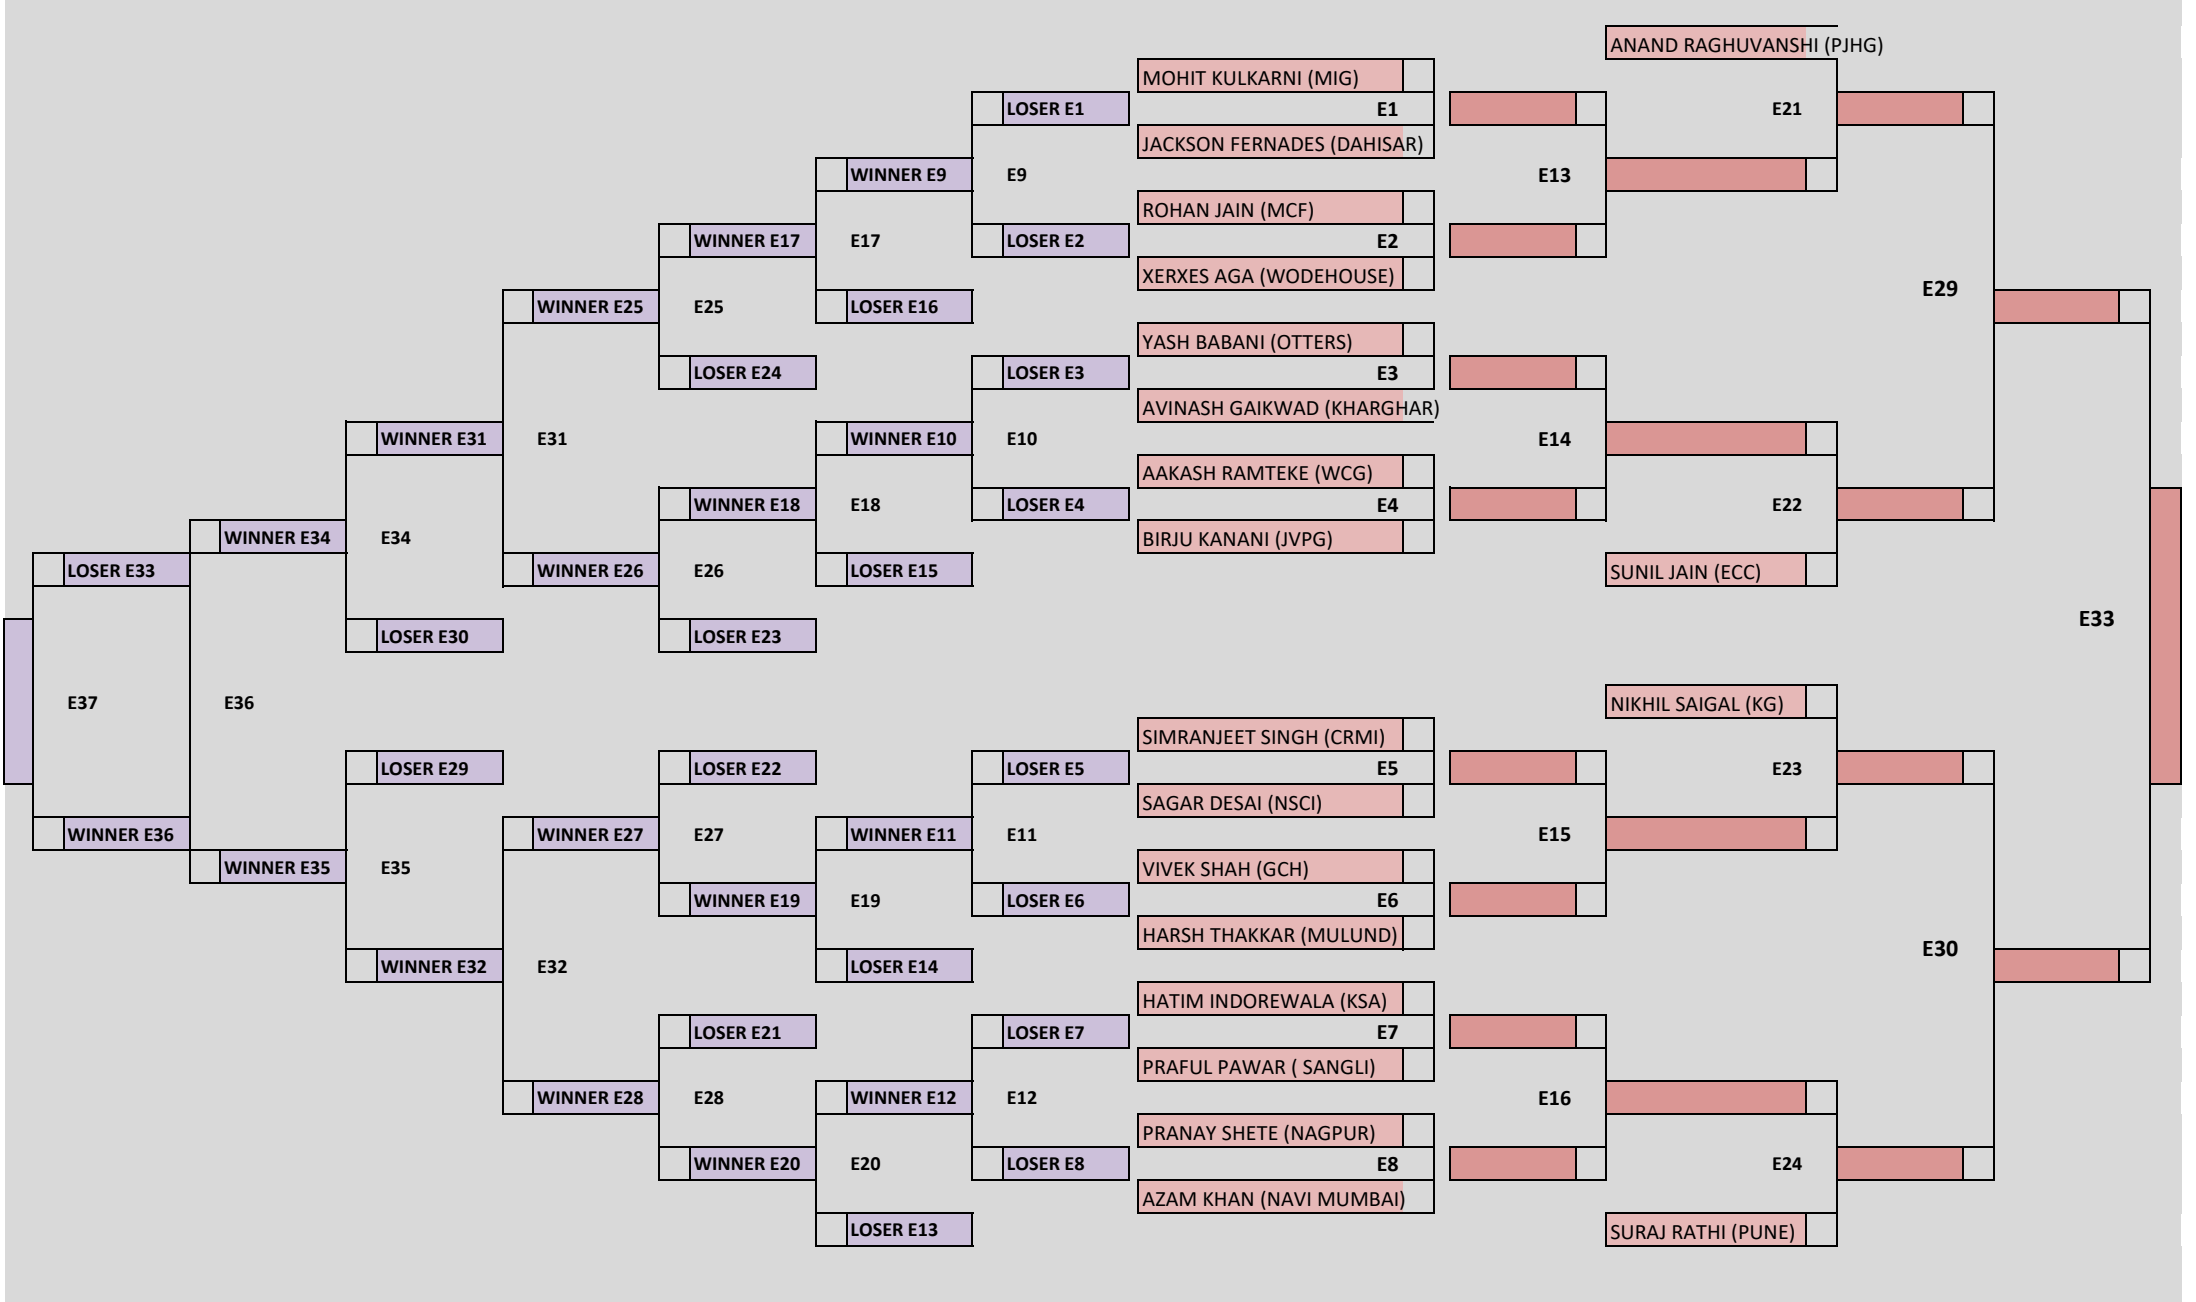 ANAND RAGHUVANSHI (PJHG)
MOHIT KULKARNI (MIG)
LOSER E1
E1
E21
JACKSON FERNADES (DAHISAR)
WINNER E9
E9
E13
ROHAN JAIN (MCF)
WINNER E17
E17
LOSER E2
E2
XERXES AGA (WODEHOUSE)
E29
WINNER E25
E25
LOSER E16
YASH BABANI (OTTERS)
LOSER E24
LOSER E3
E3
AVINASH GAIKWAD (KHARGHAR)
WINNER E31
E31
WINNER E10
E10
E14
AAKASH RAMTEKE (WCG)
WINNER E18
E18
LOSER E4
E4
E22
WINNER E34
E34
BIRJU KANANI (JVPG)
LOSER E33
WINNER E26
E26
LOSER E15
SUNIL JAIN (ECC)
E33
LOSER E30
LOSER E23
E37
E36
NIKHIL SAIGAL (KG)
SIMRANJEET SINGH (CRMI)
LOSER E29
LOSER E22
LOSER E5
E5
E23
SAGAR DESAI (NSCI)
WINNER E36
WINNER E27
E27
WINNER E11
E11
E15
WINNER E35
E35
VIVEK SHAH (GCH)
WINNER E19
E19
LOSER E6
E6
HARSH THAKKAR (MULUND)
E30
WINNER E32
E32
LOSER E14
HATIM INDOREWALA (KSA)
LOSER E21
LOSER E7
E7
PRAFUL PAWAR ( SANGLI)
WINNER E28
E28
WINNER E12
E12
E16
PRANAY SHETE (NAGPUR)
WINNER E20
E20
LOSER E8
E8
E24
AZAM KHAN (NAVI MUMBAI)
LOSER E13
SURAJ RATHI (PUNE)